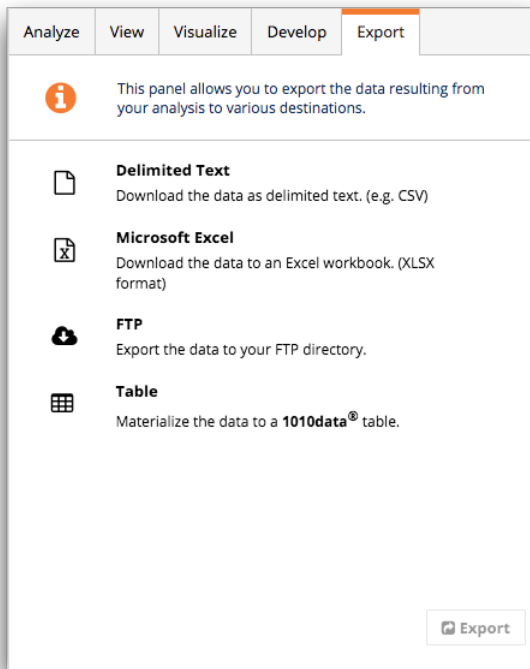 Analyze View Visualize Develop Export
This panel allows you to export the data resulting from
your analysis to various destinations.
Delimited Text
Download the data as delimited text. (e.g. CSV)
Microsoft Excel
Download the data to an Excel workbook. (XLSX
format)
FTP
Export the data to your FTP directory.
Table
Materialize the data to a 1010data® table.
Export